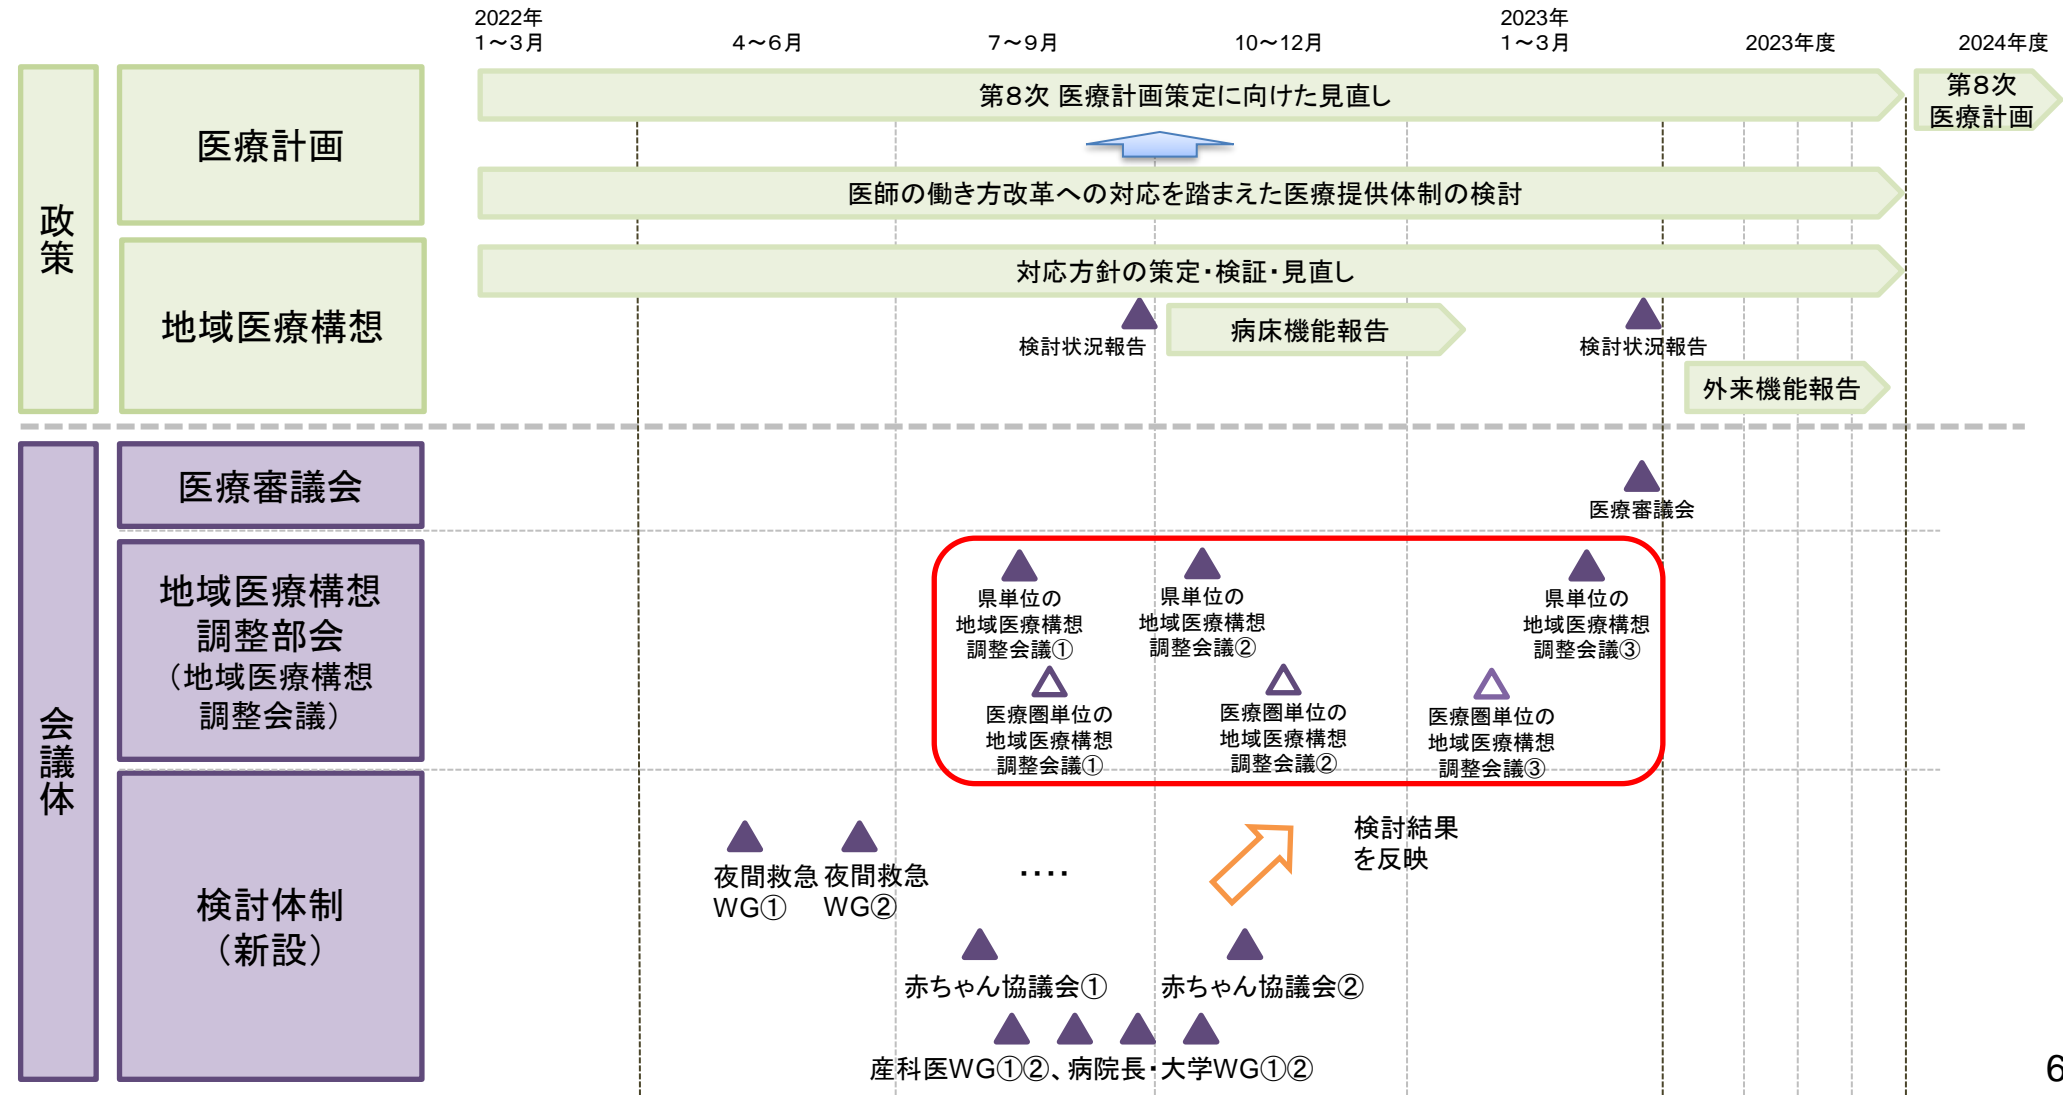 2022年
1～3月
4～6月
7～9月
10～12月
2023年
1～3月
2023年度
2024年度
政策
医療計画
第8次 医療計画策定に向けた見直し
第8次
医療計画
医師の働き方改革への対応を踏まえた医療提供体制の検討
地域医療構想
対応方針の策定・検証・見直し
検討状況報告
病床機能報告
検討状況報告
外来機能報告
会議体
医療審議会
医療審議会
地域医療構想
調整部会
（地域医療構想
調整会議）
県単位の
地域医療構想
調整会議①
県単位の
地域医療構想
調整会議②
県単位の
地域医療構想
調整会議③
医療圏単位の
地域医療構想
調整会議①
医療圏単位の
地域医療構想
調整会議②
医療圏単位の
地域医療構想
調整会議③
検討体制
（新設）
夜間救急
WG①
夜間救急
WG②
‥‥
検討結果
を反映
赤ちゃん協議会①
赤ちゃん協議会②
産科医WG①②、病院長・大学WG①②
6